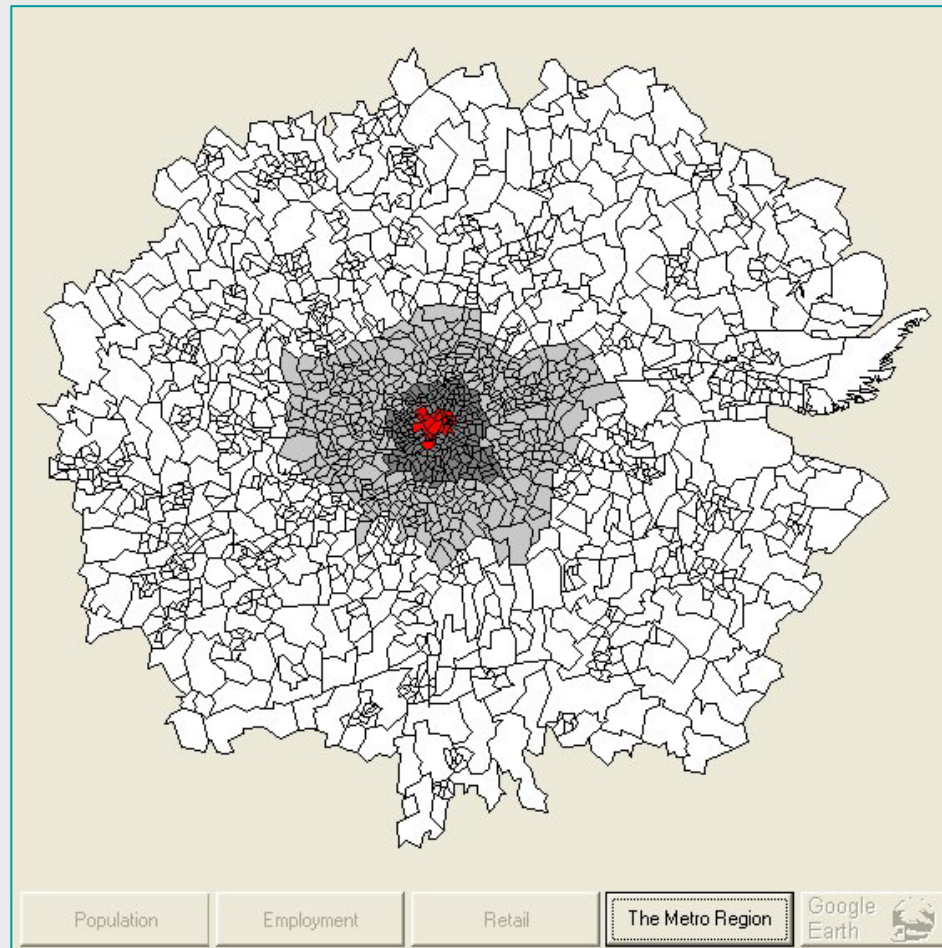 Population
Employment
Retail
The Metro Region
Google
Earth